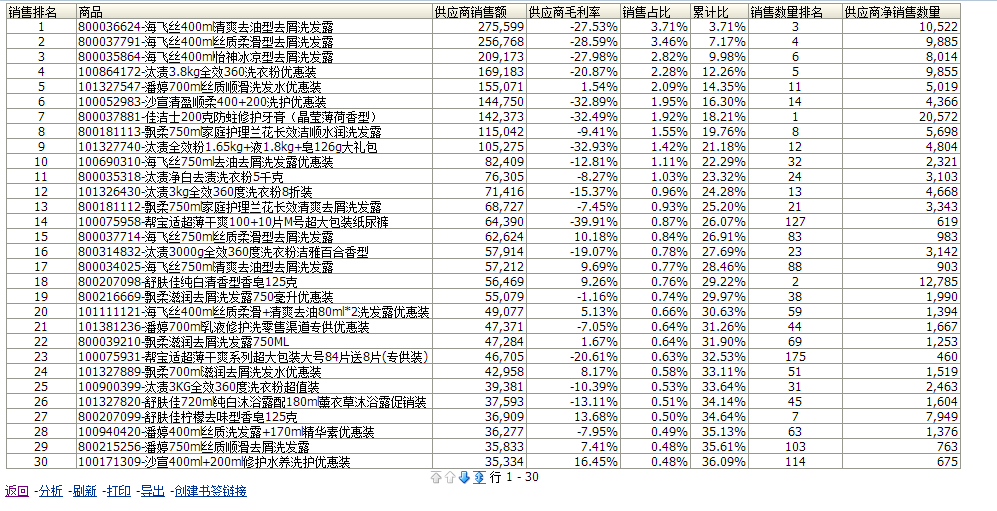 销售排名 商品 供应商销售额 供应商毛利率 销售占比 累计比 销售数量排名 供应商净销售数量
1 800036624-海飞丝400ml清爽去油型去屑洗发露 275,599 -27.53% 3.71% 3.71% 3 10,522
2 800037791-海飞丝400ml丝质柔滑型去屑洗发露 256,768 -28.59% 3.46% 7.17% 4 9,885
3 800035864-海飞丝400ml怡神冰凉型去屑洗发露 209,173 -27.98% 2.82% 9.98% 6 8,014
4 100864172-汰渍3.8kg全效360洗衣粉优惠装 169,183 -20.87% 2.28% 12.26% 5 9,855
5 101327547-潘婷700ml丝质顺滑洗发水优惠装 155,071 1.54% 2.09% 14.35% 11 5,019
6 100052983-沙宣清盈顺柔400+200洗护优惠装 144,750 -32.89% 1.95% 16.30% 14 4,366
7 800037881-佳洁士200克防蛀修护牙膏（晶莹薄荷香型） 142,373 -32.49% 1.92% 18.21% 1 20,572
8 800181113-飘柔750ml家庭护理兰花长效洁顺水润洗发露 115,042 -9.41% 1.55% 19.76% 8 5,698
9 101327740-汰渍全效粉1.65kg+液1.8kg+皂126g大礼包 105,275 -32.93% 1.42% 21.18% 12 4,804
10 100690310-海飞丝750ml去油去屑洗发露优惠装 82,409 -12.81% 1.11% 22.29% 32 2,321
11 800035318-汰渍净白去渍洗衣粉5千克 76,305 -8.27% 1.03% 23.32% 24 3,103
12 101326430-汰渍3kg全效360度洗衣粉8折装 71,416 -15.37% 0.96% 24.28% 13 4,668
13 800181112-飘柔750ml家庭护理兰花长效清爽去屑洗发露 68,727 -7.45% 0.93% 25.20% 21 3,343
14 100075958-帮宝适超薄干爽100+10片M号超大包装纸尿裤 64,390 -39.91% 0.87% 26.07% 127 619
15 800037714-海飞丝750ml丝质柔滑型去屑洗发露 62,624 10.18% 0.84% 26.91% 83 983
16 800314832-汰渍3000g全效360度洗衣粉洁雅百合香型 57,914 -19.07% 0.78% 27.69% 23 3,142
17 800034025-海飞丝750ml清爽去油型去屑洗发露 57,212 9.69% 0.77% 28.46% 88 903
18 800207098-舒肤佳纯白清香型香皂125克 56,469 9.26% 0.76% 29.22% 2 12,785
19 800216669-飘柔滋润去屑洗发露750毫升优惠装 55,079 -1.16% 0.74% 29.97% 38 1,990
20 101111121-海飞丝400ml丝质柔滑+清爽去油80ml*2洗发露优惠装 49,077 5.13% 0.66% 30.63% 59 1,394
21 101381236-潘婷700ml乳液修护洗零售渠道专供优惠装 47,371 -7.05% 0.64% 31.26% 44 1,667
22 800039210-飘柔滋润去屑洗发露750ML 47,284 1.67% 0.64% 31.90% 69 1,253
23 100075931-帮宝适超薄干爽系列超大包装大号84片送8片(专供装) 46,705 -20.61% 0.63% 32.53% 175 460
24 101327889-飘柔700ml滋润去屑洗发水优惠装 42,958 8.17% 0.58% 33.11% 51 1,519
25 100900399-汰渍3KG全效360度洗衣粉超值装 39,381 -10.39% 0.53% 33.64% 31 2,463
26 101327820-舒肤佳720ml纯白沐浴露配180ml薰衣草沐浴露促销装 37,593 -13.11% 0.51% 34.14% 45 1,604
27 800207099-舒肤佳柠檬去味型香皂125克 36,909 13.68% 0.50% 34.64% 7 7,949
28 100940420-潘婷400ml丝质洗发露+170ml精华素优惠装 36,277 -7.95% 0.49% 35.13% 63 1,376
29 800215256-潘婷750ml丝质顺滑去屑洗发露 35,833 7.41% 0.48% 35.61% 103 763
30 100171309-沙宣400ml+200ml修护水养洗护优惠装 35,334 16.45% 0.48% 36.09% 114 675
行 1 - 30
返回 -分析 -刷新 -打印 -导出 -创建书签链接